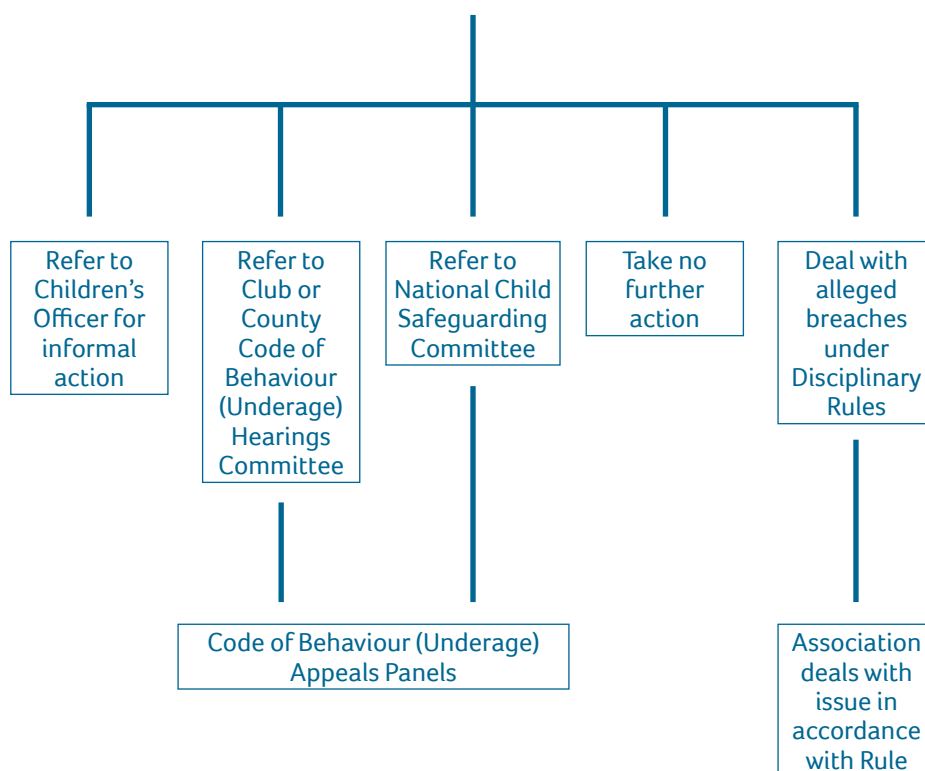 Refer to
Children’s
Officer for
informal
action
Refer to
Club or
County
Code of
Behaviour
(Underage)
Hearings
Committee
Refer to
National Child
Safeguarding
Committee
Take no
further
action
Deal with
alleged
breaches
under
Disciplinary
Rules
Code of Behaviour (Underage)
Appeals Panels
Association
deals with
issue in
accordance
with Rule